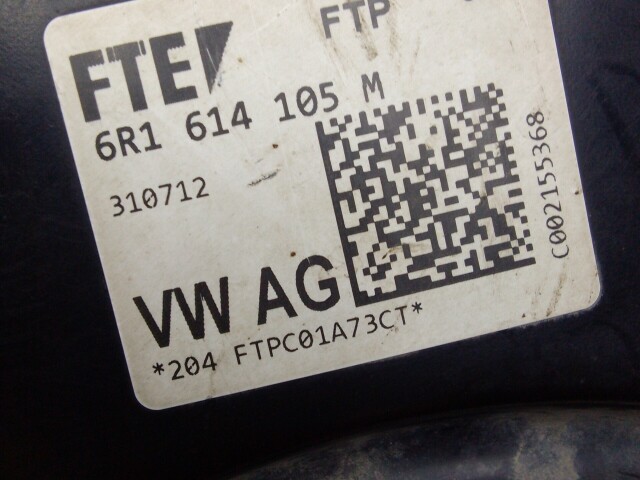 FTE FTP
6R1 614 105 M
310712
C002155368
VW AG
*204 FTPC01A73CT*